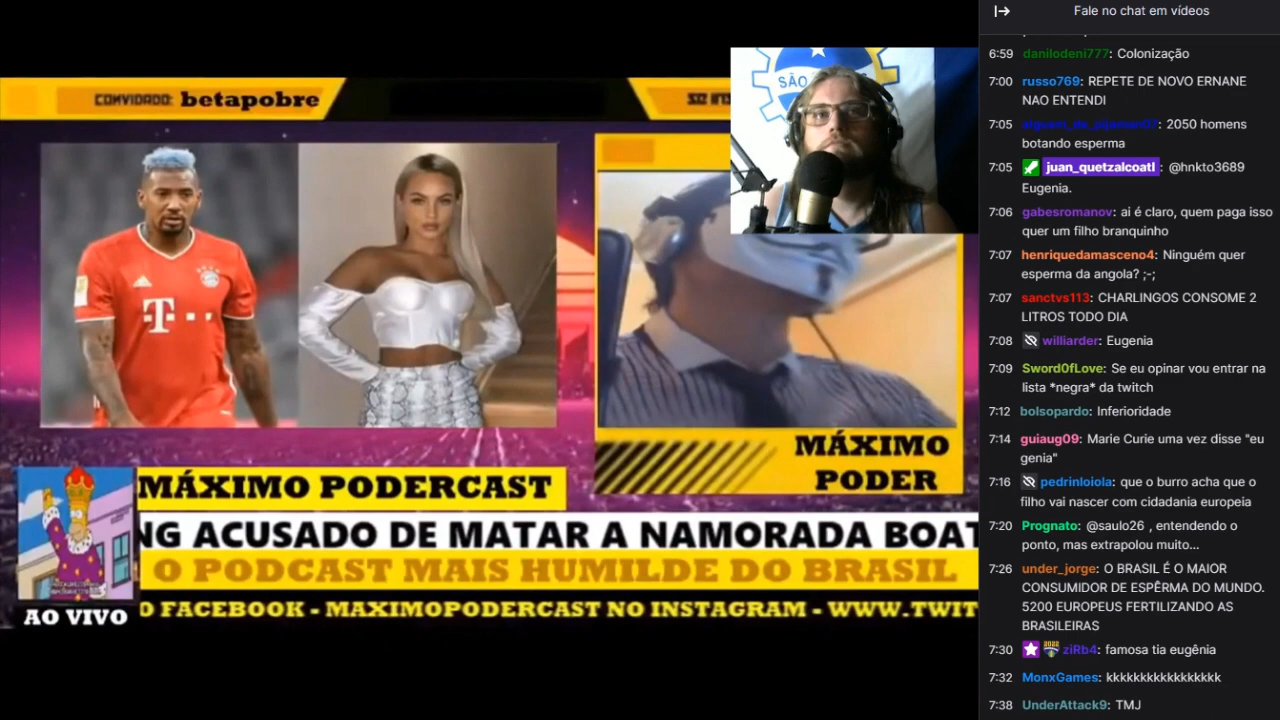 CONVIDADO: betapobre
SÃO
T
MÁXIMO
PODER
MÁXIMO PODERCAST
NG ACUSADO DE MATAR A NAMORADA BOAT
O PODCAST MAIS HUMILDE DO BRASIL
AO VIVO
O FACEBOOK - MAXIMOPODERCAST NO INSTAGRAM - WWW.TWIT
Fale no chat em vídeos
6:59 danilodeni777: Colonização
7:00 russo769: REPETE DE NOVO ERNANE
NAO ENTENDI
7:05 : 2050 homens
botando esperma
7:05 juan_quetzalcoatl : @hnkto3689
Eugenia.
7:06 gabesromanov: ai é claro, quem paga isso
quer um filho branquinho
7:07 henriquedamasceno4: Ninguém quer
esperma da angola? ;-;
7:07 sanctvs113: CHARLINGOS CONSOME 2
LITROS TODO DIA
7:08 williarder: Eugenia
7:09 SwordOfLove: Se eu opinar vou entrar na
lista *negra* da twitch
7:12 bolsopardo: Inferioridade
7:14 guiaug09: Marie Curie uma vez disse "eu
genia"
7:16 pedrinloiola: que o burro acha que o
filho vai nascer com cidadania europeia
7:20 Prognato: @saulo26 , entendendo o
ponto, mas extrapolou muito...
7:26 under_jorge: O BRASIL É O MAIOR
CONSUMIDOR DE ESPÊRMA DO MUNDO.
5200 EUROPEUS FERTILIZANDO AS
BRASILEIRAS
7:30 ziRb4: famosa tia eugênia
7:32 MonxGames: kkkkkkkkkkkkkkkkk
7:38 UnderAttack9: TMJ